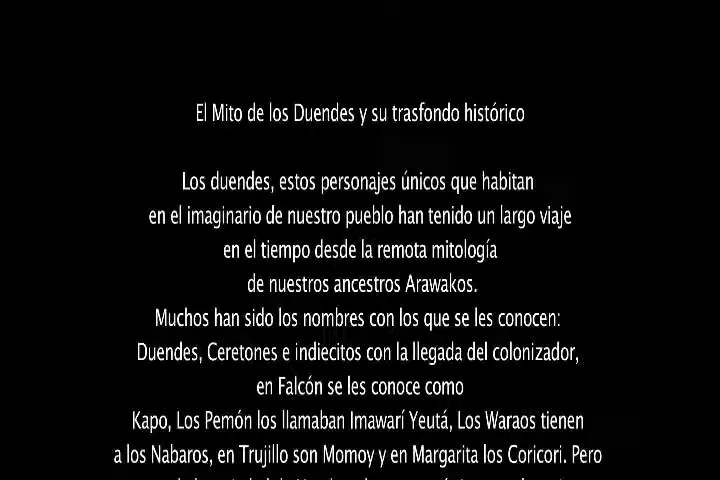 El Mito de los Duendes y su trasfondo histórico
Los duendes, estos personajes únicos que habitan
en el imaginario de nuestro pueblo han tenido un largo viaje
en el tiempo desde la remota mitología
de nuestros ancestros Arawakos.
Muchos han sido los nombres con los que se les conocen:
Duendes, Ceretones e indiecitos con la llegada del colonizador,
en Falcón se les conoce como
Kapo, Los Pemón los llamaban Imawarí Yeutá, Los Waraos tienen
a los Nabaros, en Trujillo son Momoy y en Margarita los Coricori. Pero